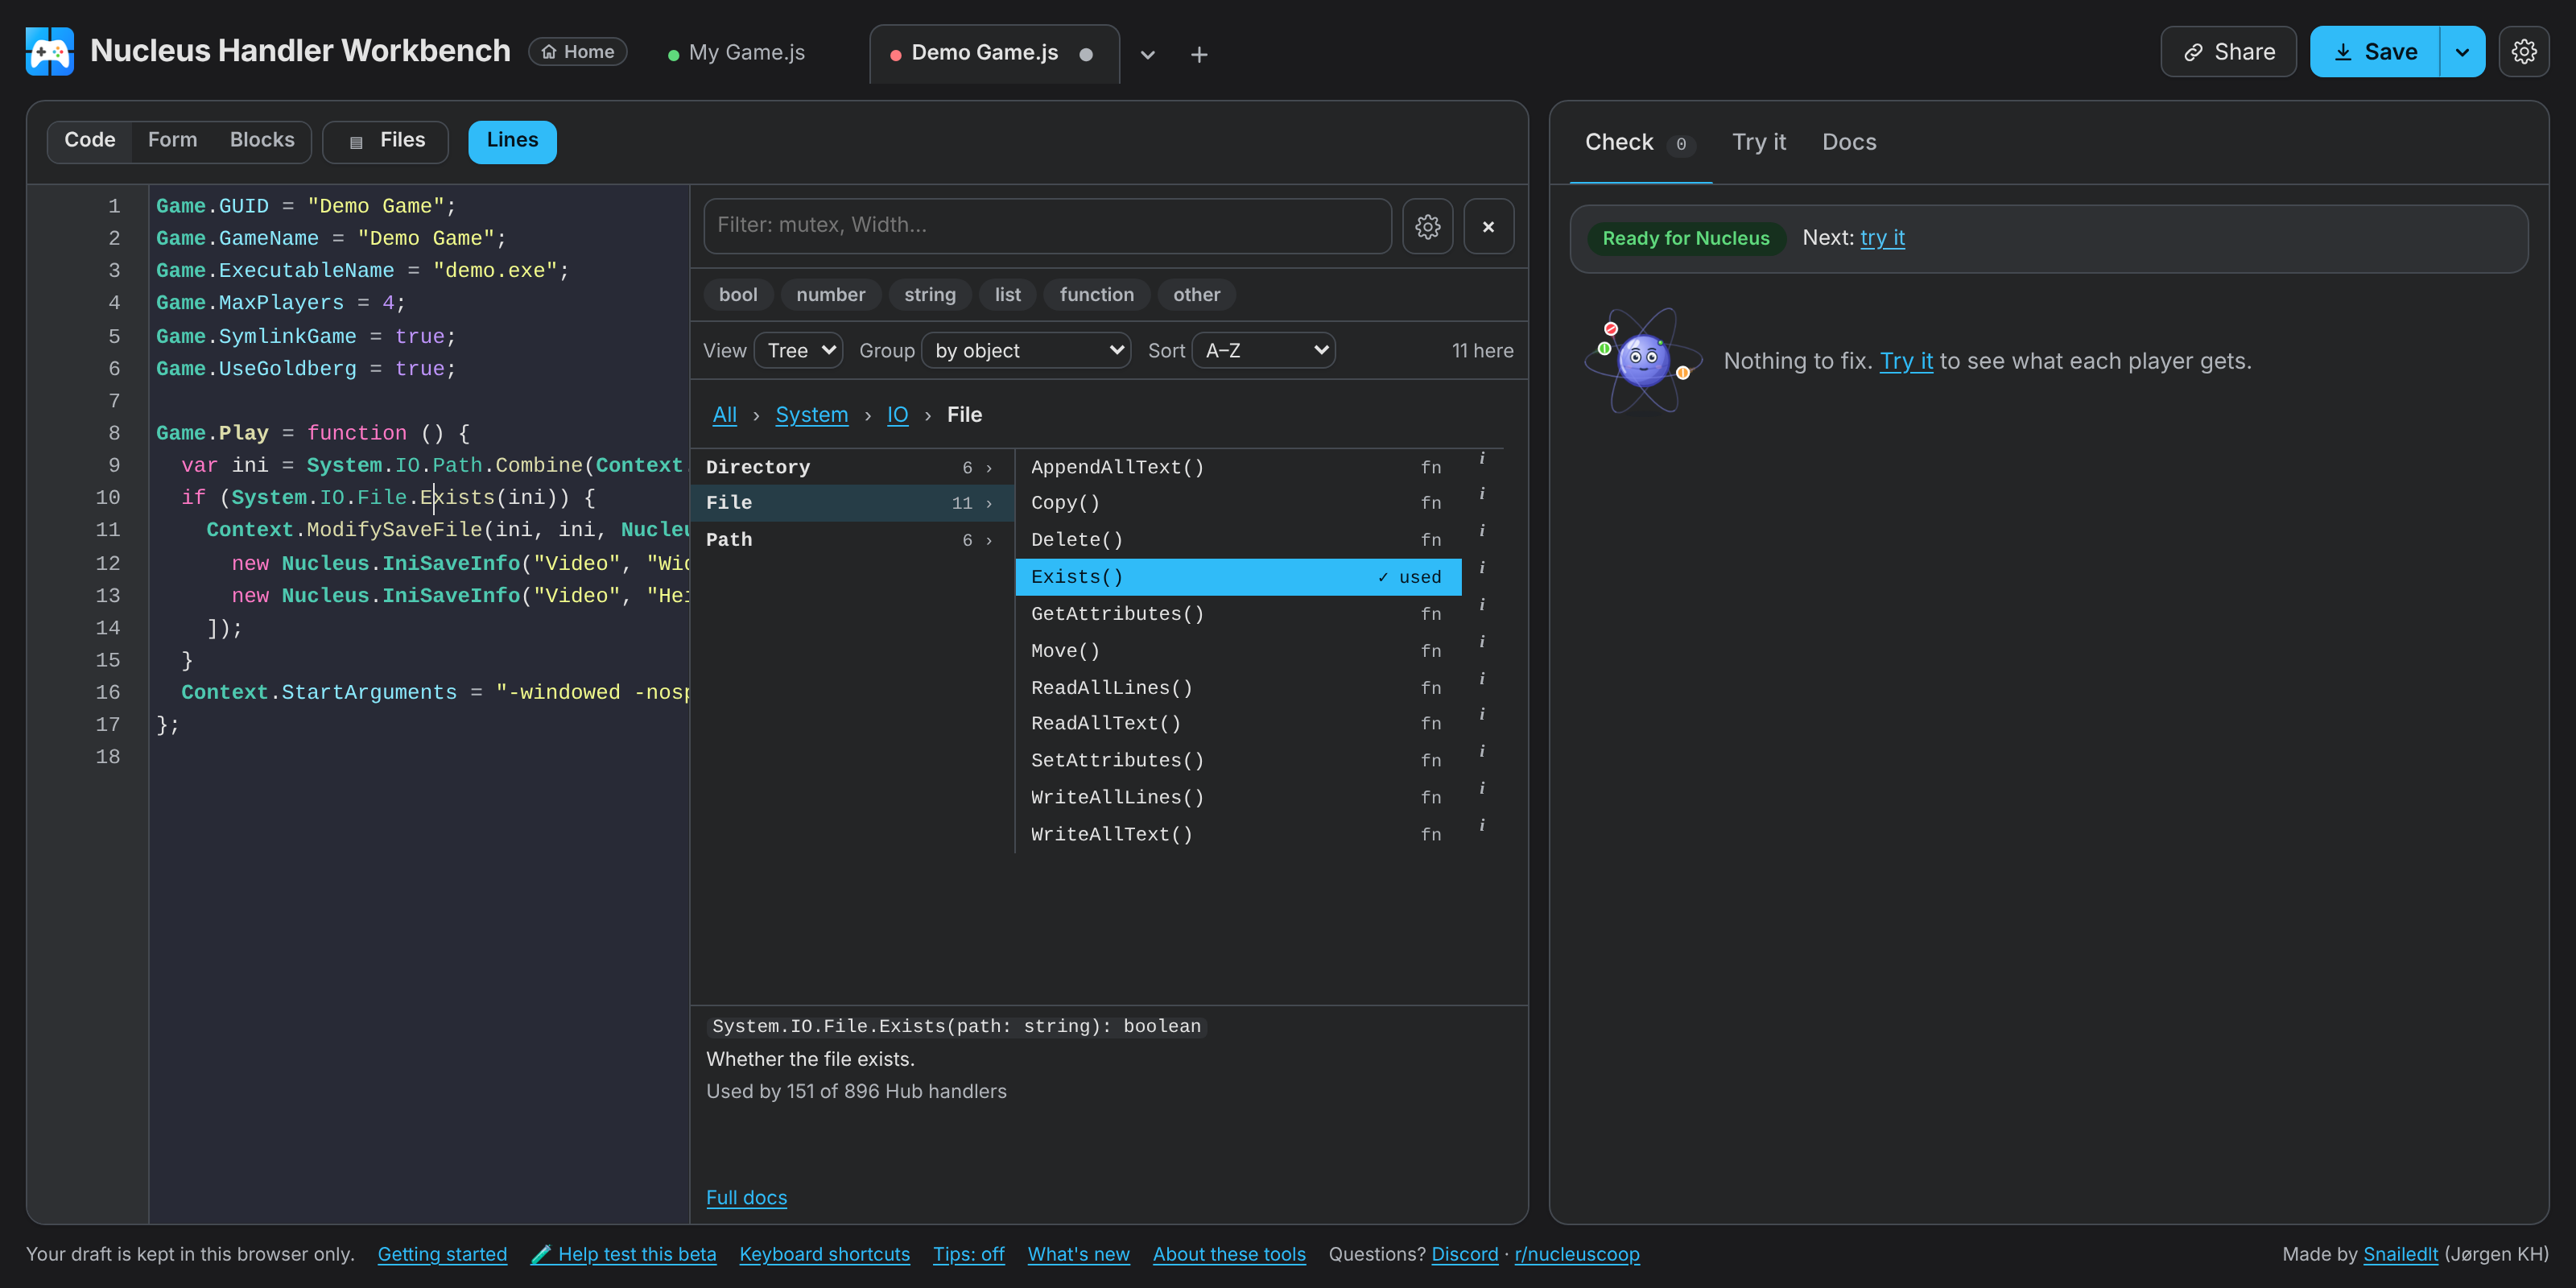 Nucleus Handler Workbench Home My Game.js Demo Game.js Share Save
Code Form Blocks Files Lines
1 Game.GUID = "Demo Game";
2 Game.GameName = "Demo Game";
3 Game.ExecutableName = "demo.exe";
4 Game.MaxPlayers = 4;
5 Game.SymlinkGame = true;
6 Game.UseGoldberg = true;
7
8 Game.Play = function () {
9 var ini = System.IO.Path.Combine(Context.
10 if (System.IO.File.Exists(ini)) {
11 Context.ModifySaveFile(ini, ini, Nucleu
12 new Nucleus.IniSaveInfo("Video", "Wid
13 new Nucleus.IniSaveInfo("Video", "Hei
14 ]);
15 }
16 Context.StartArguments = "-windowed -nosp
17 };
18
Filter: mutex, Width...
×
bool number string list function other
View Tree Group by object Sort A–Z 11 here
All › System › IO › File
Directory 6 ›
File 11 ›
Path 6 ›
AppendAllText() fn i
Copy() fn i
Delete() fn i
Exists() ✓ used i
GetAttributes() fn i
Move() fn i
ReadAllLines() fn i
ReadAllText() fn i
SetAttributes() fn i
WriteAllLines() fn i
WriteAllText() fn i
System.IO.File.Exists(path: string): boolean
Whether the file exists.
Used by 151 of 896 Hub handlers
Full docs
Check 0 Try it Docs
Ready for Nucleus Next: try it
Nothing to fix. Try it to see what each player gets.
Your draft is kept in this browser only. Getting started 🧪 Help test this beta Keyboard shortcuts Tips: off What's new About these tools Questions? Discord · r/nucleuscoop Made by SnailedIt (Jørgen KH)